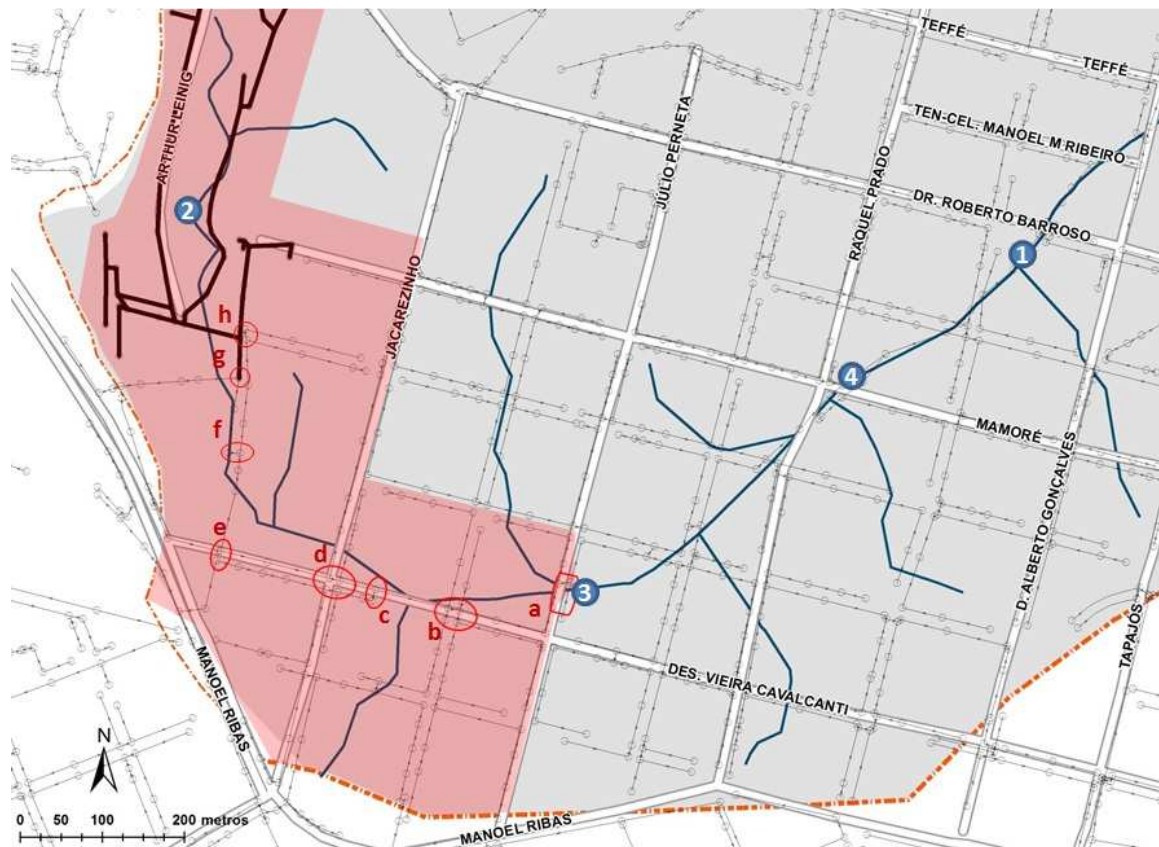 TEFFÉ
TEFFÉ
ARTHUR LEINIG
JÚLIO PERNETA
TEN-CEL. MANOEL M RIBEIRO
RAQUEL PRADO
DR. ROBERTO BARROSO
2
1
h
JACAREZINHO
g
4
f
MAMORÉ
D. ALBERTO GONÇALVES
e
d
c
b
a
3
TAPAJÓS
MANOEL RIBAS
DES. VIEIRA CAVALCANTI
N
0 50 100 200 metros
MANOEL RIBAS